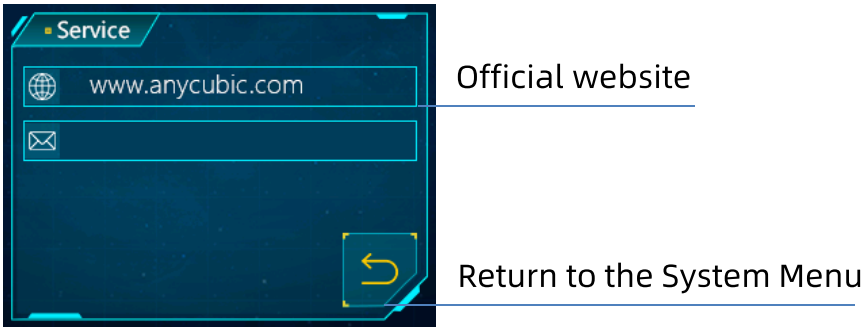 Service
www.anycubic.com
Official website
Return to the System Menu